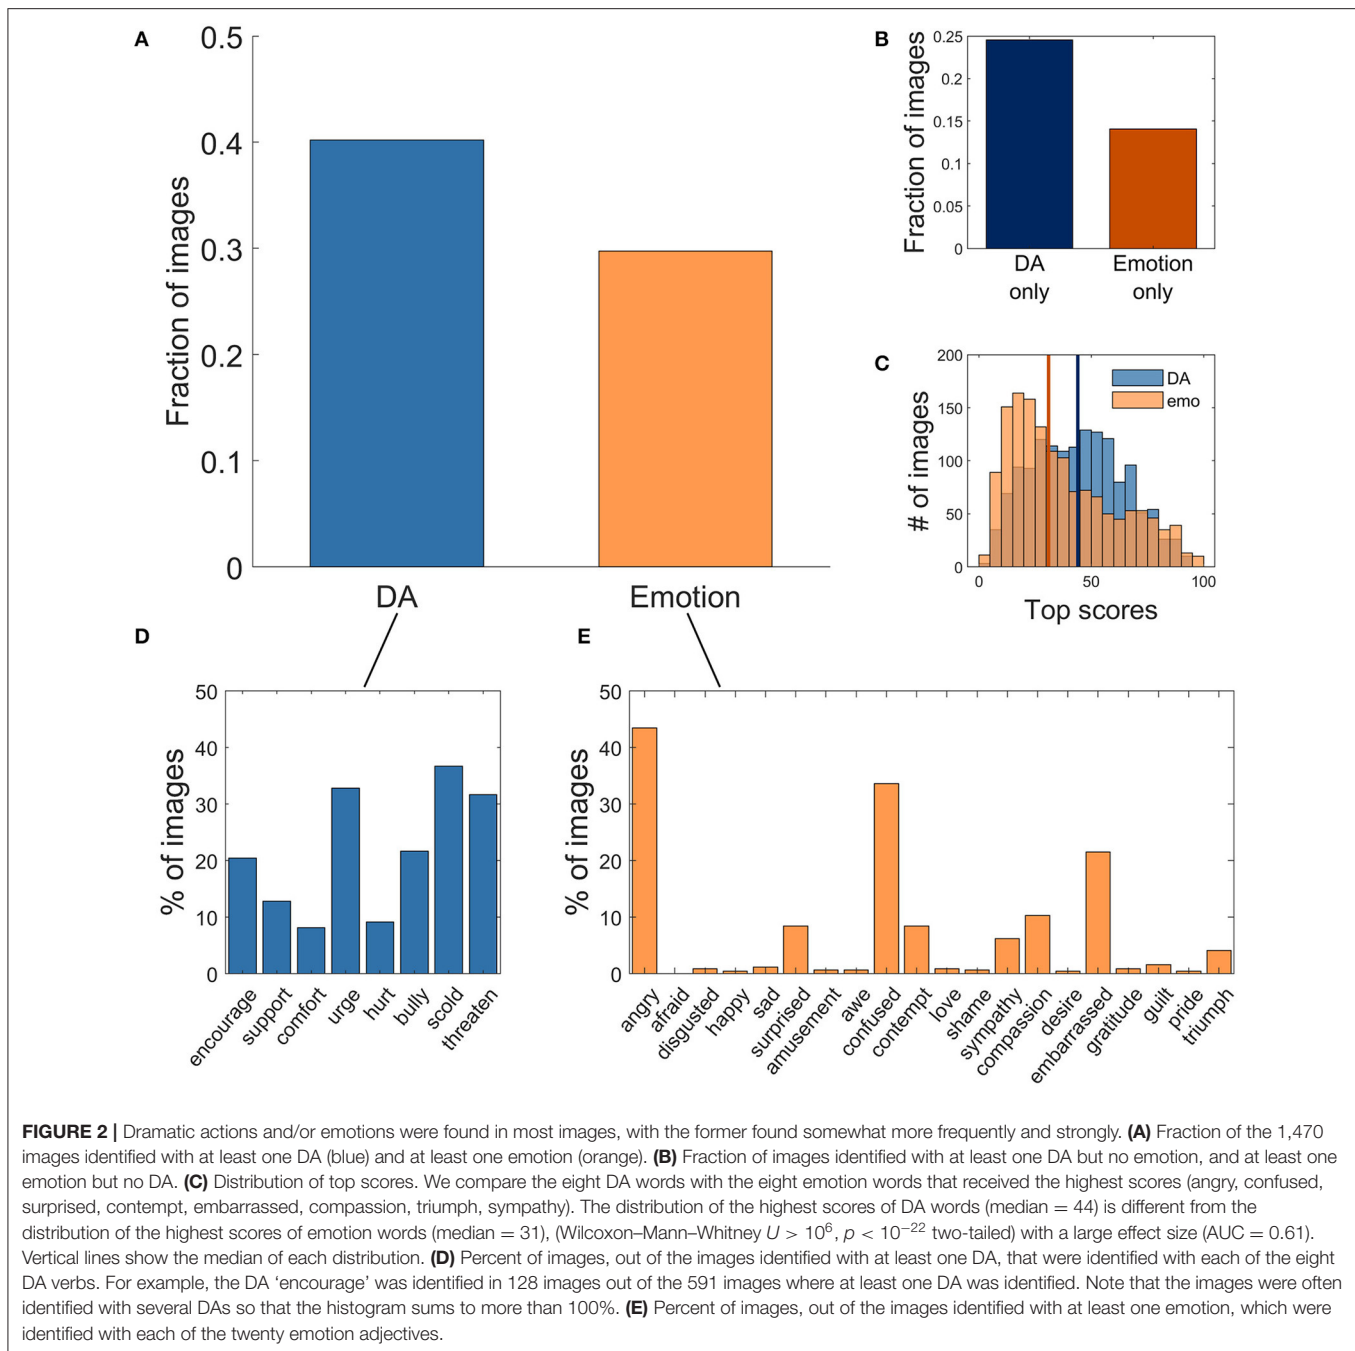 A
0.5
0.4
0.3
0.2
0.1
0
Fraction of images
DA
Emotion
B
0.25
0.2
0.15
0.1
0.05
0
Fraction of images
DA
only
Emotion
only
C
200
150
100
50
0
# of images
DA
emo
0
50
100
Top scores
D
50
40
30
20
10
0
% of images
encourage
support
comfort
urge
hurt
bully
scold
threaten
E
50
40
30
20
10
0
% of images
angry
afraid
disgusted
happy
sad
surprised
amusement
awe
confused
contempt
love
shame
sympathy
compassion
desire
embarrassed
gratitude
guilt
pride
triumph
FIGURE 2 | Dramatic actions and/or emotions were found in most images, with the former found somewhat more frequently and strongly. (A) Fraction of the 1,470
images identified with at least one DA (blue) and at least one emotion (orange). (B) Fraction of images identified with at least one DA but no emotion, and at least one
emotion but no DA. (C) Distribution of top scores. We compare the eight DA words with the eight emotion words that received the highest scores (angry, confused,
surprised, contempt, embarrassed, compassion, triumph, sympathy). The distribution of the highest scores of DA words (median = 44) is different from the
distribution of the highest scores of emotion words (median = 31), (Wilcoxon–Mann–Whitney U > 10⁶, p < 10⁻²² two-tailed) with a large effect size (AUC = 0.61).
Vertical lines show the median of each distribution. (D) Percent of images, out of the images identified with at least one DA, that were identified with each of the eight
DA verbs. For example, the DA ‘encourage’ was identified in 128 images out of the 591 images where at least one DA was identified. Note that the images were often
identified with several DAs so that the histogram sums to more than 100%. (E) Percent of images, out of the images identified with at least one emotion, which were
identified with each of the twenty emotion adjectives.